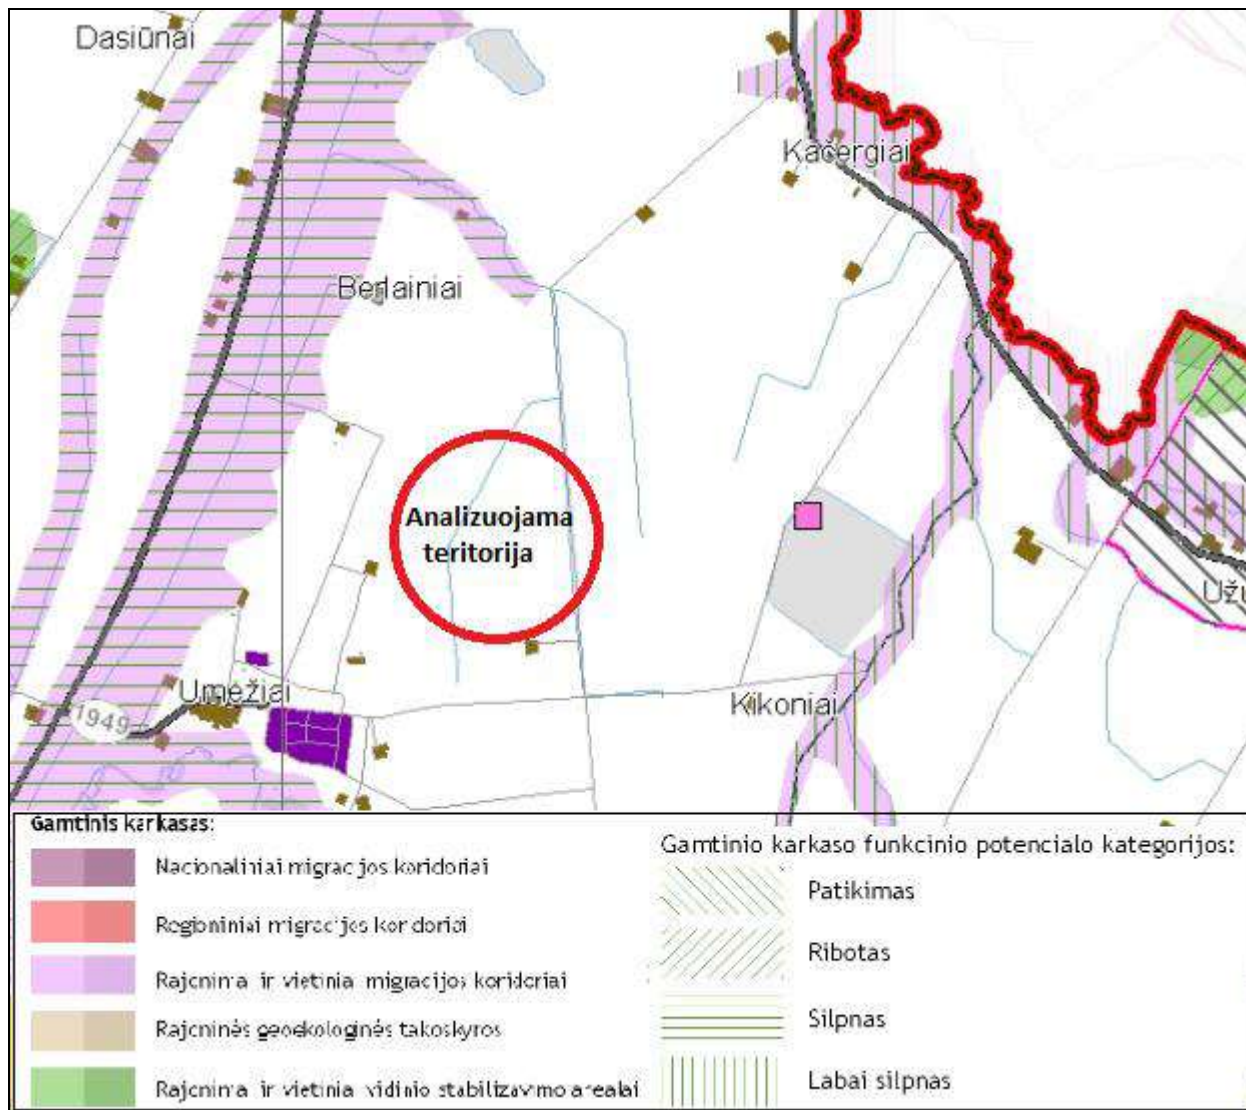 Dasiūnai
Kačergiai
Berlainiai
Analizuojama
teritorija
Užu
Umėžiai
1949
Kikoniai
Gamtinis karkasas:
Nacionaliniai migracijos koridoriai
Regioniniai migracijos koridoriai
Rajoniniai ir vietiniai migracijos koridoriai
Rajoninės geoekologinės takoskyros
Rajoniniai ir vietiniai vidinio stabilizavimo arealai
Gamtinio karkaso funkcinio potencialo kategorijos:
Patikimas
Ribotas
Silpnas
Labai silpnas